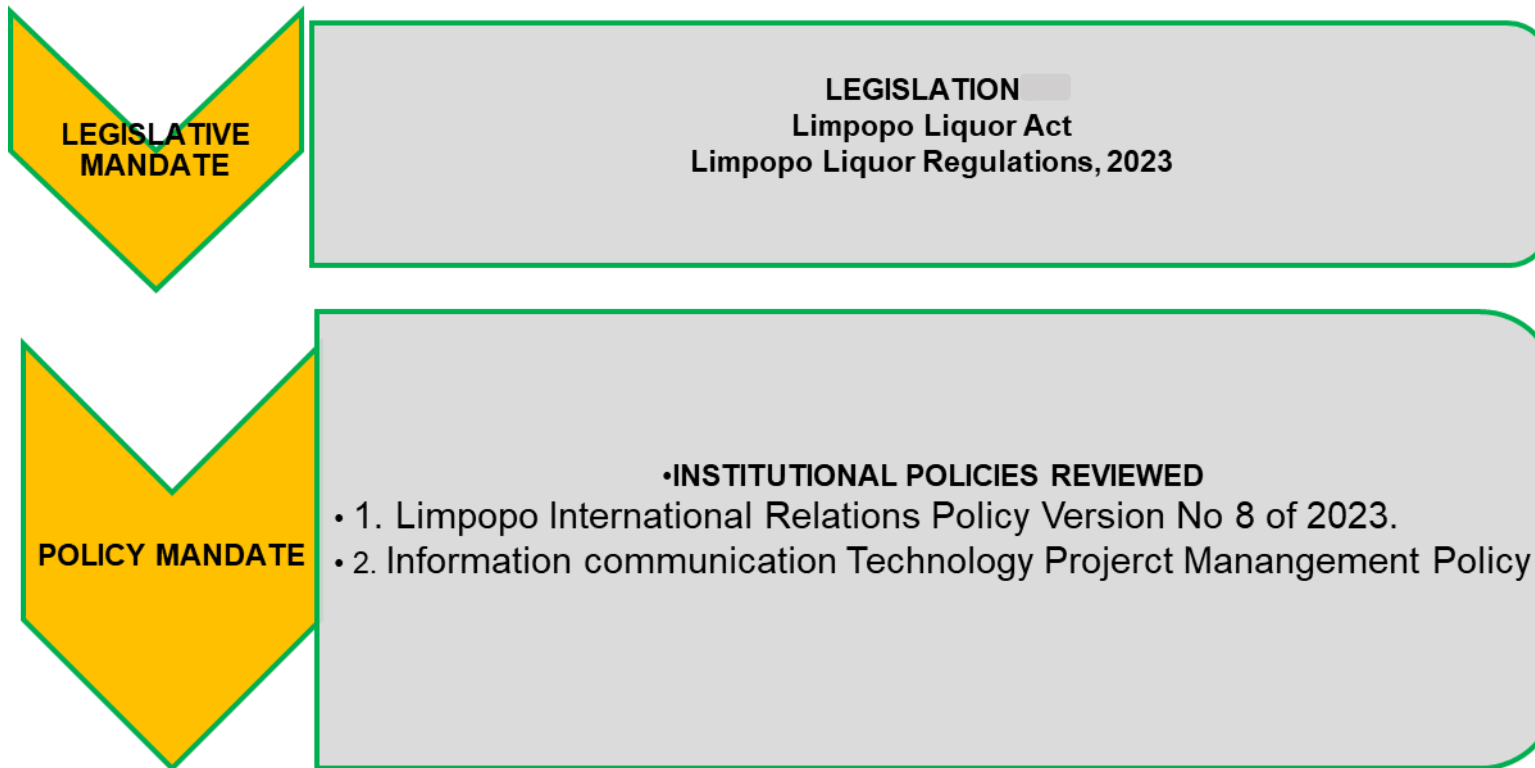 LEGISLATIVE
MANDATE
LEGISLATION
Limpopo Liquor Act
Limpopo Liquor Regulations, 2023
POLICY MANDATE
•INSTITUTIONAL POLICIES REVIEWED
• 1. Limpopo International Relations Policy Version No 8 of 2023.
• 2. Information communication Technology Projerct Manangement Policy